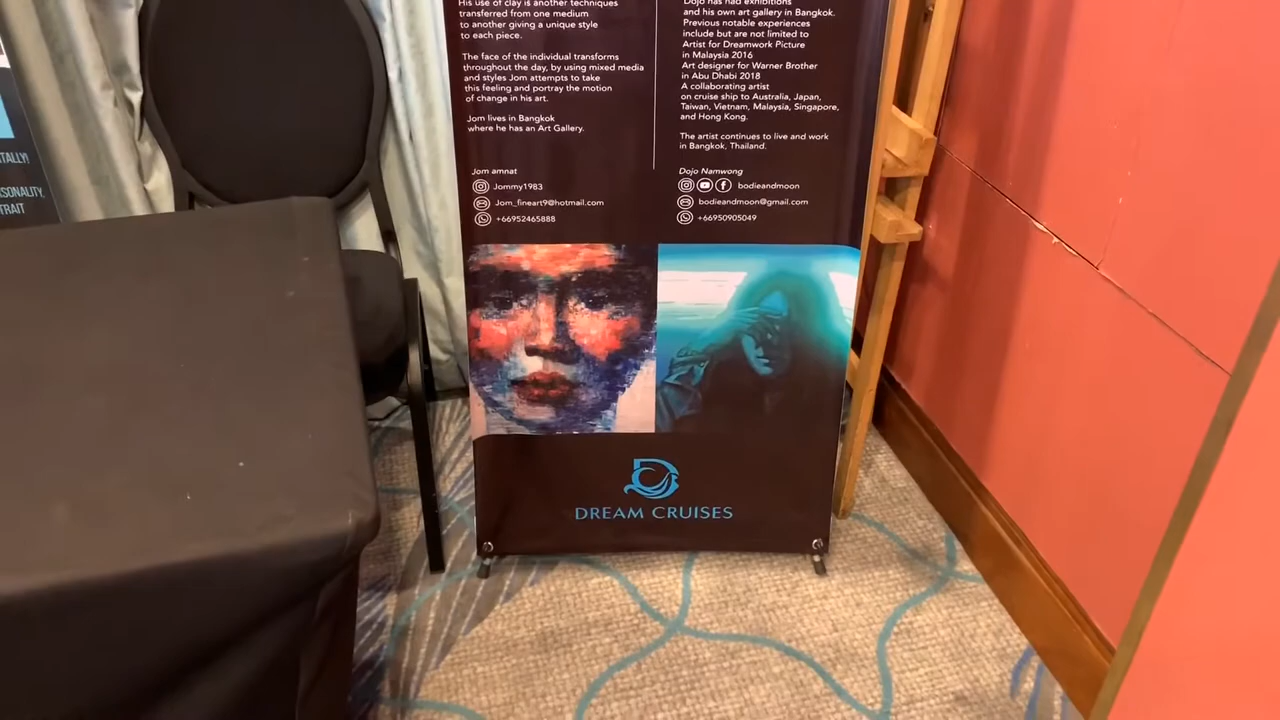 TALLY!
SONALITY.
TRAIT
His use of clay is another techniques
transferred from one medium
to another giving a unique style
to each piece.
The face of the individual transforms
throughout the day, by using mixed media
and styles Jom attempts to take
this feeling and portray the motion
of change in his art.
Jom lives in Bangkok
where he has an Art Gallery.
Jom amnat
Jommy1983
Jom_fineart9@hotmail.com
+66952465888
Dojo has had exhibitions
and his own art gallery in Bangkok.
Previous notable experiences
include but are not limited to
Artist for Dreamwork Picture
in Malaysia 2016
Art designer for Warner Brother
in Abu Dhabi 2018
A collaborating artist
on cruise ship to Australia, Japan,
Taiwan, Vietnam, Malaysia, Singapore,
and Hong Kong.
The artist continues to live and work
in Bangkok, Thailand.
Dojo Namwong
bodieandmoon
bodieandmoon@gmail.com
+66950905049
DREAM CRUISES